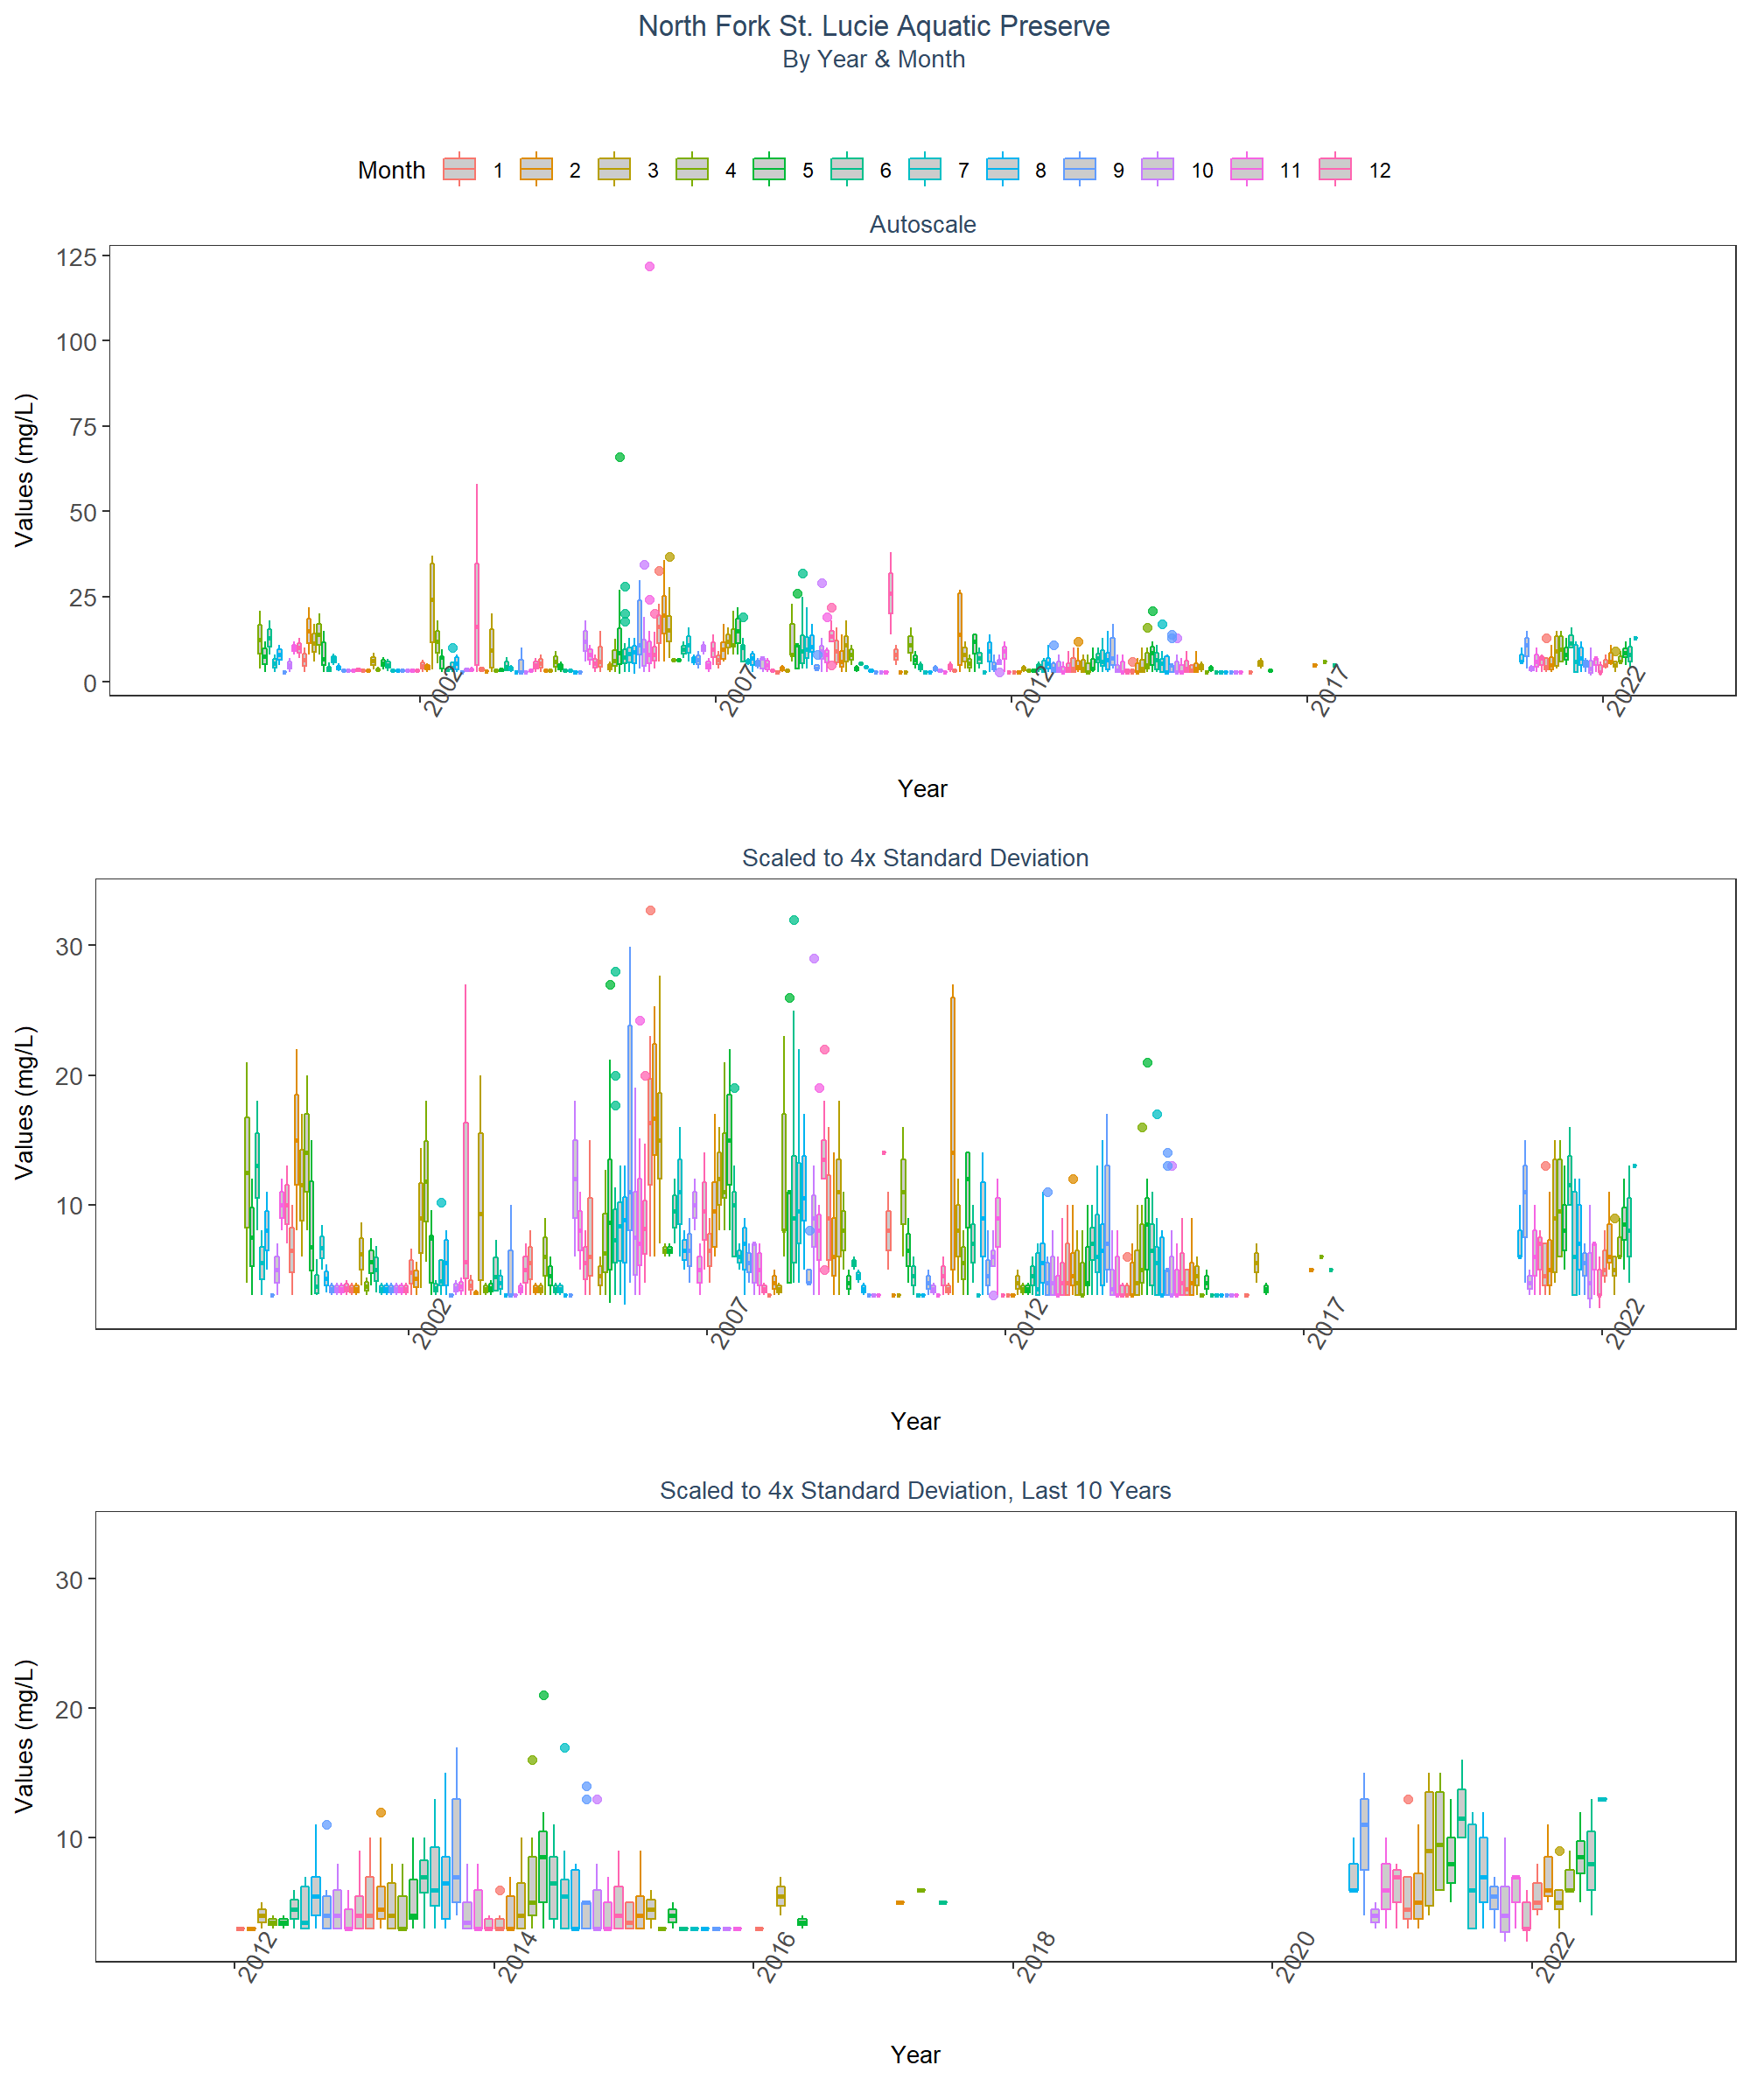 North Fork St. Lucie Aquatic Preserve
By Year & Month
Month 1 2 3 4 5 6 7 8 9 10 11 12
Autoscale
Values (mg/L)
125
100
75
50
25
0
2002 2007 2012 2017 2022
Year
Scaled to 4x Standard Deviation
Values (mg/L)
30
20
10
2002 2007 2012 2017 2022
Year
Scaled to 4x Standard Deviation, Last 10 Years
Values (mg/L)
30
20
10
2012 2014 2016 2018 2020 2022
Year